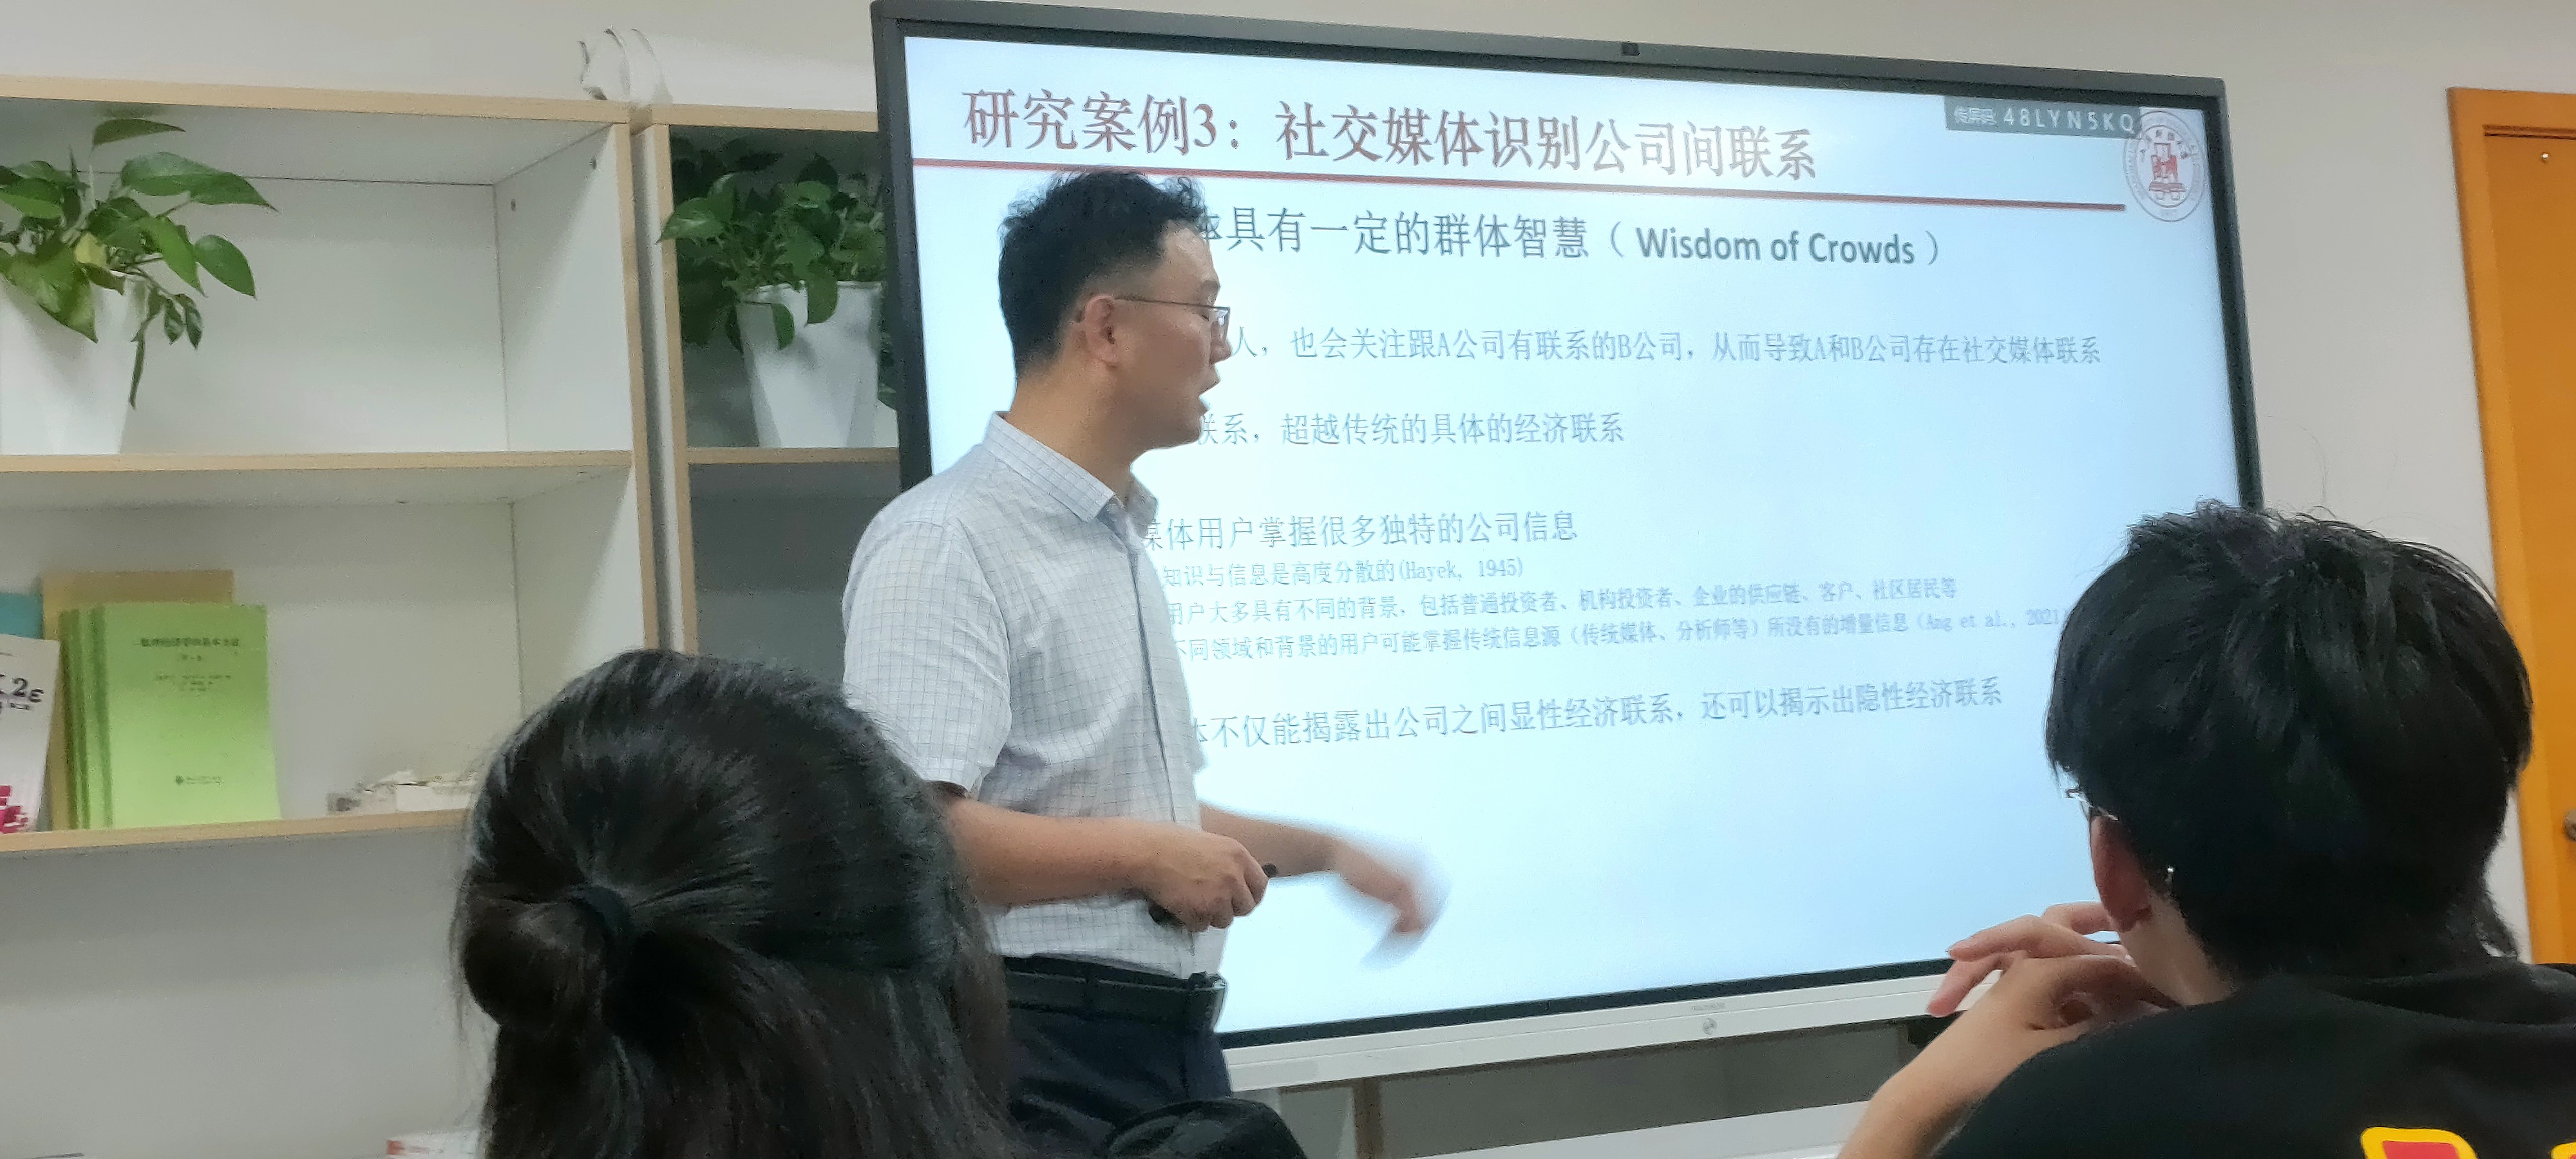 传屏码: 48LYN5KQ
研究案例3：社交媒体识别公司间联系
体具有一定的群体智慧（ Wisdom of Crowds ）
人，也会关注跟A公司有联系的B公司，从而导致A和B公司存在社交媒体联系
联系，超越传统的具体的经济联系
媒体用户掌握很多独特的公司信息
知识与信息是高度分散的(Hayek, 1945)
用户大多具有不同的背景，包括普通投资者、机构投资者、企业的供应链、客户、社区居民等
不同领域和背景的用户可能掌握传统信息源（传统媒体、分析师等）所没有的增量信息（Ang et al., 2021
体不仅能揭露出公司之间显性经济联系，还可以揭示出隐性经济联系
2ε